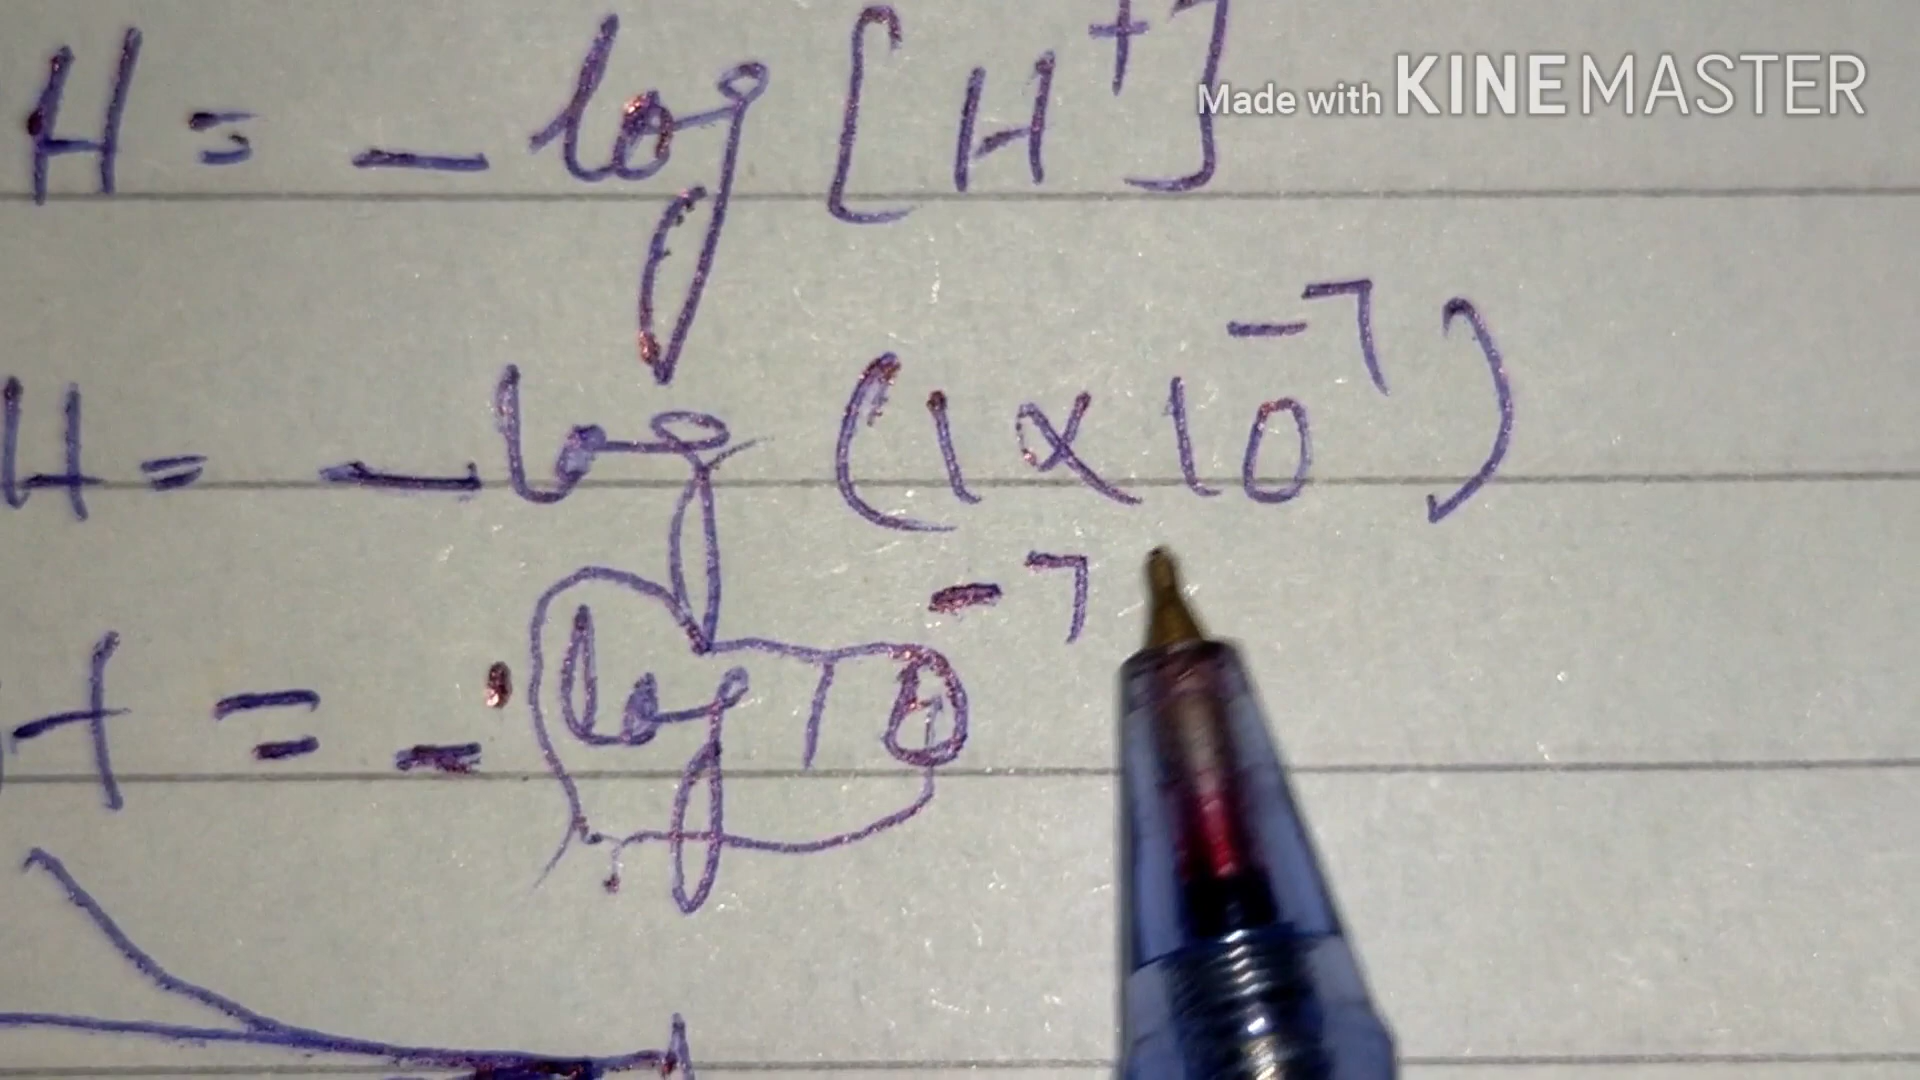 H = - log [H⁺]
Made with KINEMASTER
H = - log (1 × 10⁻⁷)
H = - log 10⁻⁷